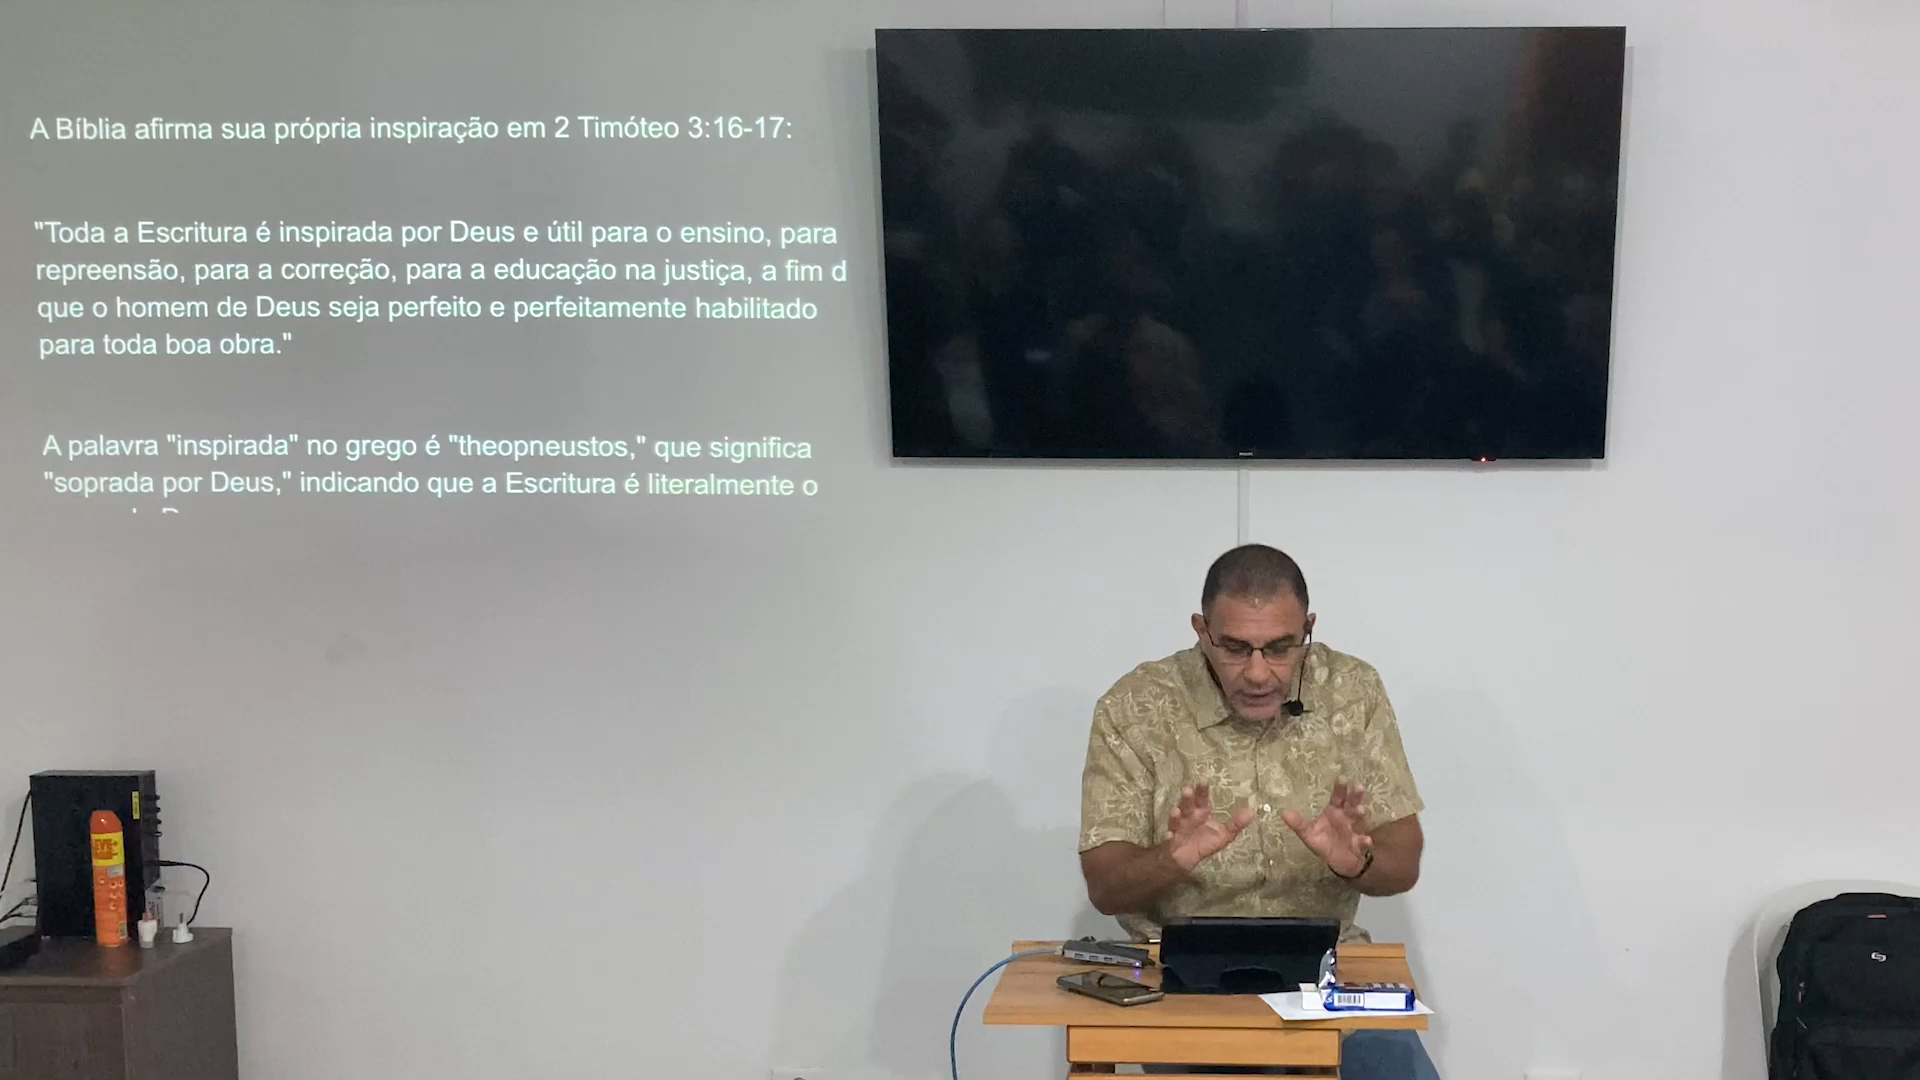 A Bíblia afirma sua própria inspiração em 2 Timóteo 3:16-17:
"Toda a Escritura é inspirada por Deus e útil para o ensino, para
repreensão, para a correção, para a educação na justiça, a fim d
que o homem de Deus seja perfeito e perfeitamente habilitado
para toda boa obra."
A palavra "inspirada" no grego é "theopneustos," que significa
"soprada por Deus," indicando que a Escritura é literalmente o